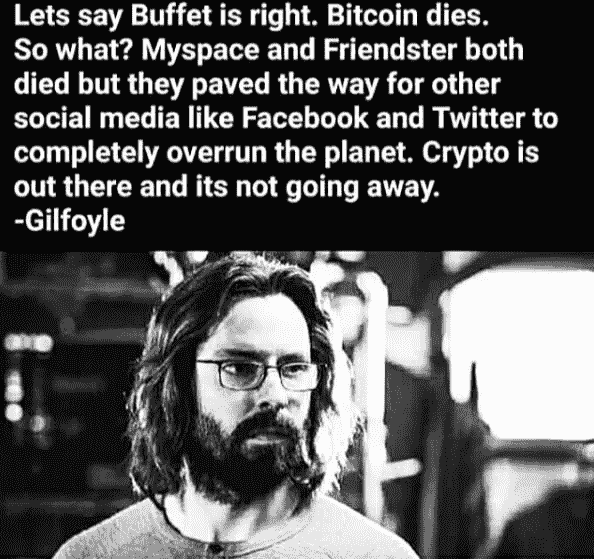 Lets say Buffet is right. Bitcoin dies.
So what? Myspace and Friendster both
died but they paved the way for other
social media like Facebook and Twitter to
completely overrun the planet. Crypto is
out there and its not going away.
-Gilfoyle